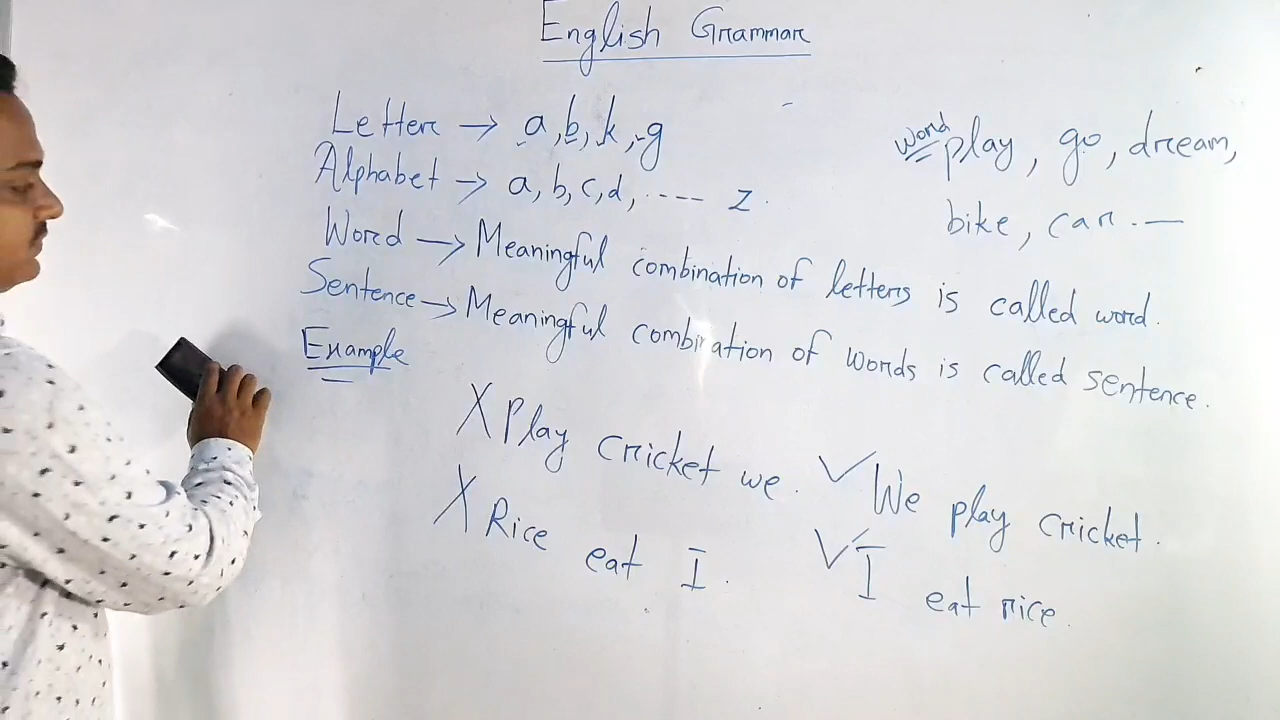 English Grammar
Letter → a, b, k, g
Alphabet → a, b, c, d, ---- z.
Word → Meaningful combination of letters is called word.
Sentence → Meaningful combination of words is called sentence.
Example
X Play cricket we. ✓ We play cricket.
X Rice eat I. ✓ I eat rice.
word play, go, dream,
bike, car. —